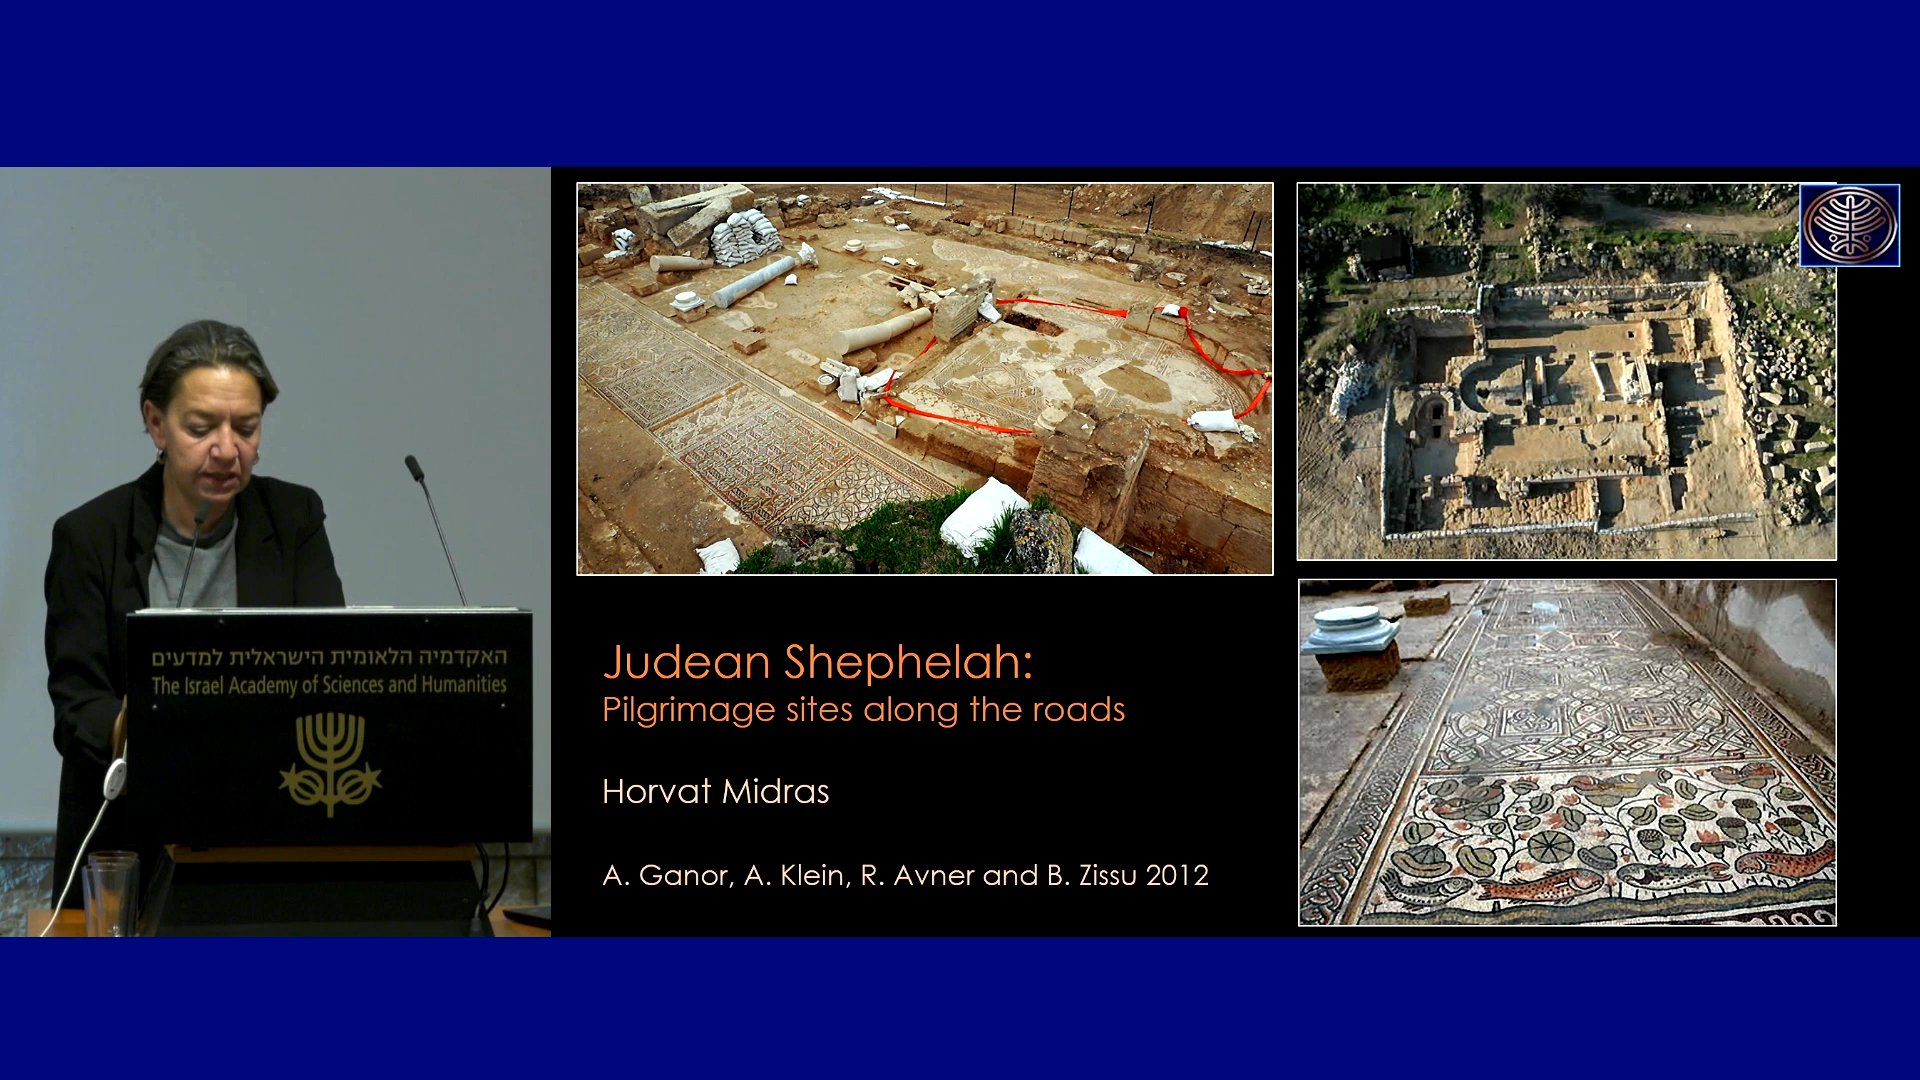 האקדמיה הלאומית הישראלית למדעים
The Israel Academy of Sciences and Humanities
Judean Shephelah:
Pilgrimage sites along the roads
Horvat Midras
A. Ganor, A. Klein, R. Avner and B. Zissu 2012